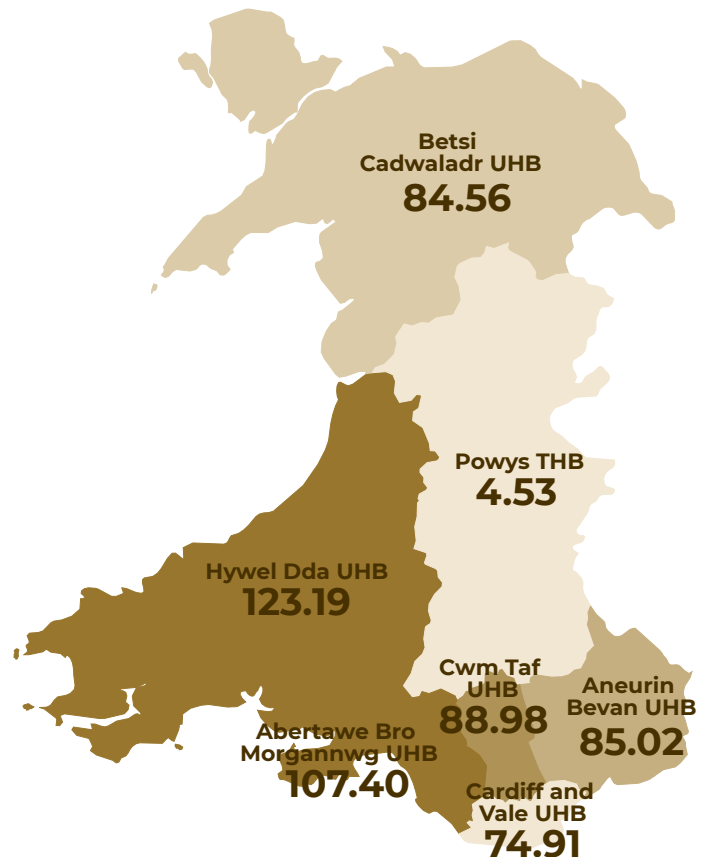 Betsi
Cadwaladr UHB
84.56
Powys THB
4.53
Hywel Dda UHB
123.19
Cwm Taf
UHB
88.98
Aneurin
Bevan UHB
85.02
Abertawe Bro
Morgannwg UHB
107.40
Cardiff and
Vale UHB
74.91